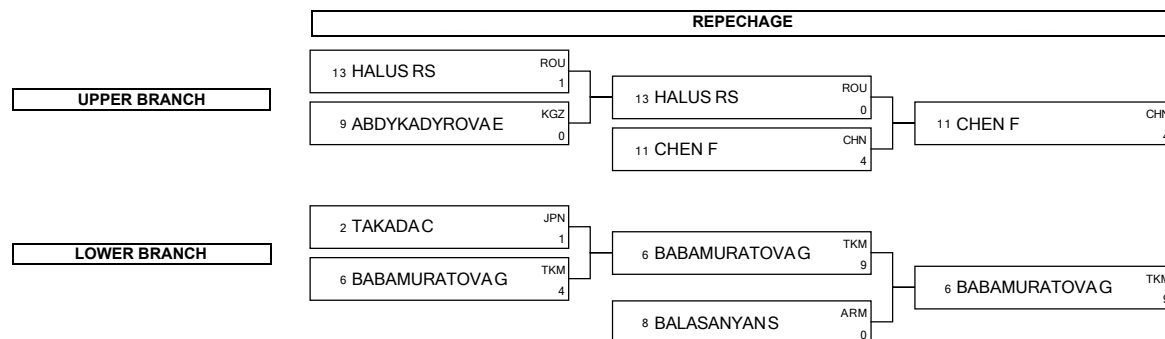 REPECHAGE
UPPER BRANCH
13 HALUS RS ROU 1
9 ABDYKADYROVA E KGZ 0
13 HALUS RS ROU 0
11 CHEN F CHN 4
11 CHEN F CHN
LOWER BRANCH
2 TAKADA C JPN 1
6 BABAMURATOVA G TKM 4
6 BABAMURATOVA G TKM 9
8 BALASANYAN S ARM 0
6 BABAMURATOVA G TKM